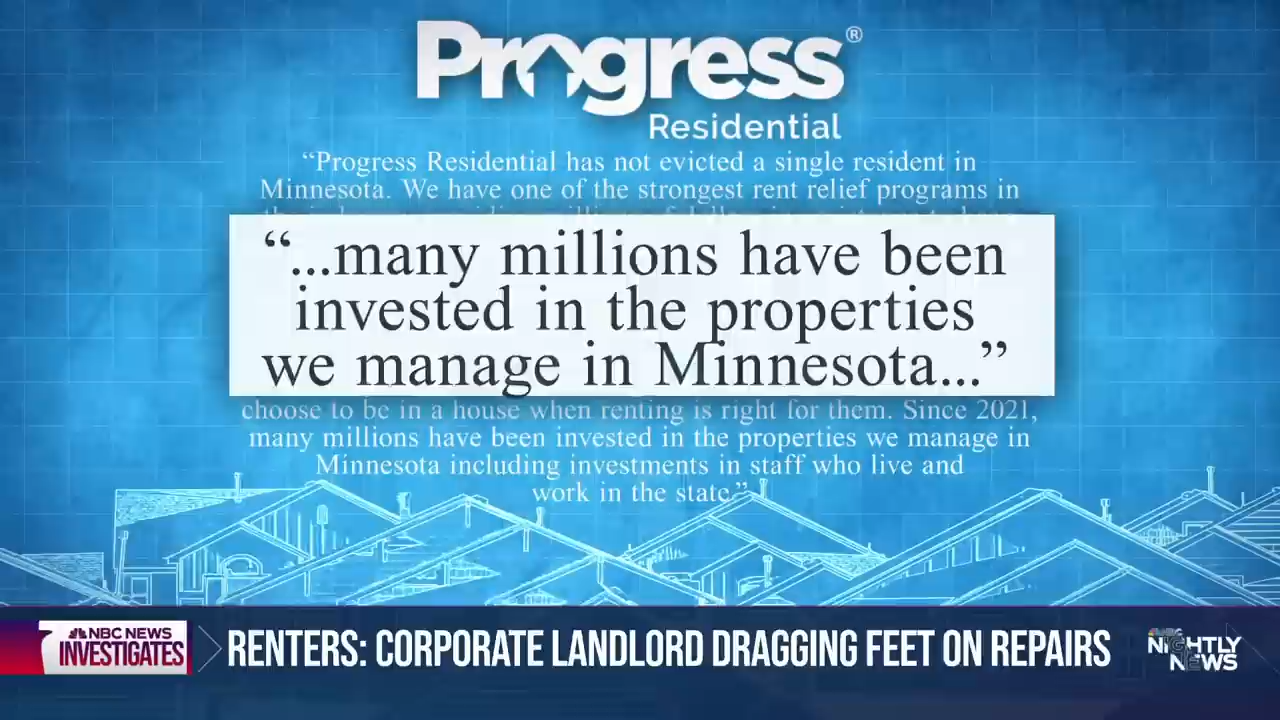 Progress®
Residential
“Progress Residential has not evicted a single resident in
Minnesota. We have one of the strongest rent relief programs in
“...many millions have been
invested in the properties
we manage in Minnesota...”
choose to be in a house when renting is right for them. Since 2021,
many millions have been invested in the properties we manage in
Minnesota including investments in staff who live and
work in the state.”
NBC NEWS
INVESTIGATES
RENTERS: CORPORATE LANDLORD DRAGGING FEET ON REPAIRS
NBC
NIGHTLY
NEWS